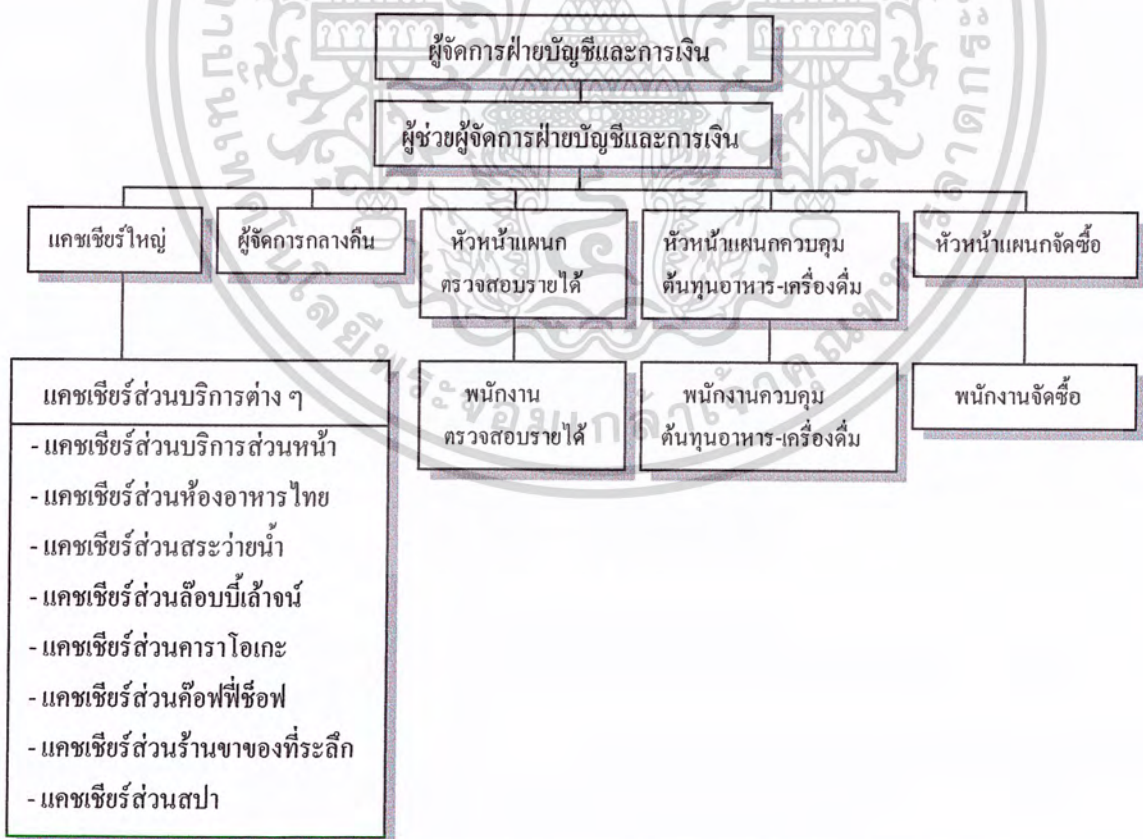 ผู้จัดการฝ่ายบัญชีและการเงิน
ผู้ช่วยผู้จัดการฝ่ายบัญชีและการเงิน
แคชเชียร์ใหญ่
ผู้จัดการกลางคืน
หัวหน้าแผนก
ตรวจสอบรายได้
หัวหน้าแผนกควบคุม
ต้นทุนอาหาร-เครื่องดื่ม
หัวหน้าแผนกจัดซื้อ
แคชเชียร์ส่วนบริการต่าง ๆ
- แคชเชียร์ส่วนบริการส่วนหน้า
- แคชเชียร์ส่วนห้องอาหารไทย
- แคชเชียร์ส่วนสระว่ายน้ำ
- แคชเชียร์ส่วนล๊อบบี้เล้าจน์
- แคชเชียร์ส่วนคาราโอเกะ
- แคชเชียร์ส่วนค๊อฟฟี่ช็อฟ
- แคชเชียร์ส่วนร้านขาของที่ระลึก
- แคชเชียร์ส่วนสปา
พนักงาน
ตรวจสอบรายได้
พนักงานควบคุม
ต้นทุนอาหาร-เครื่องดื่ม
พนักงานจัดซื้อ